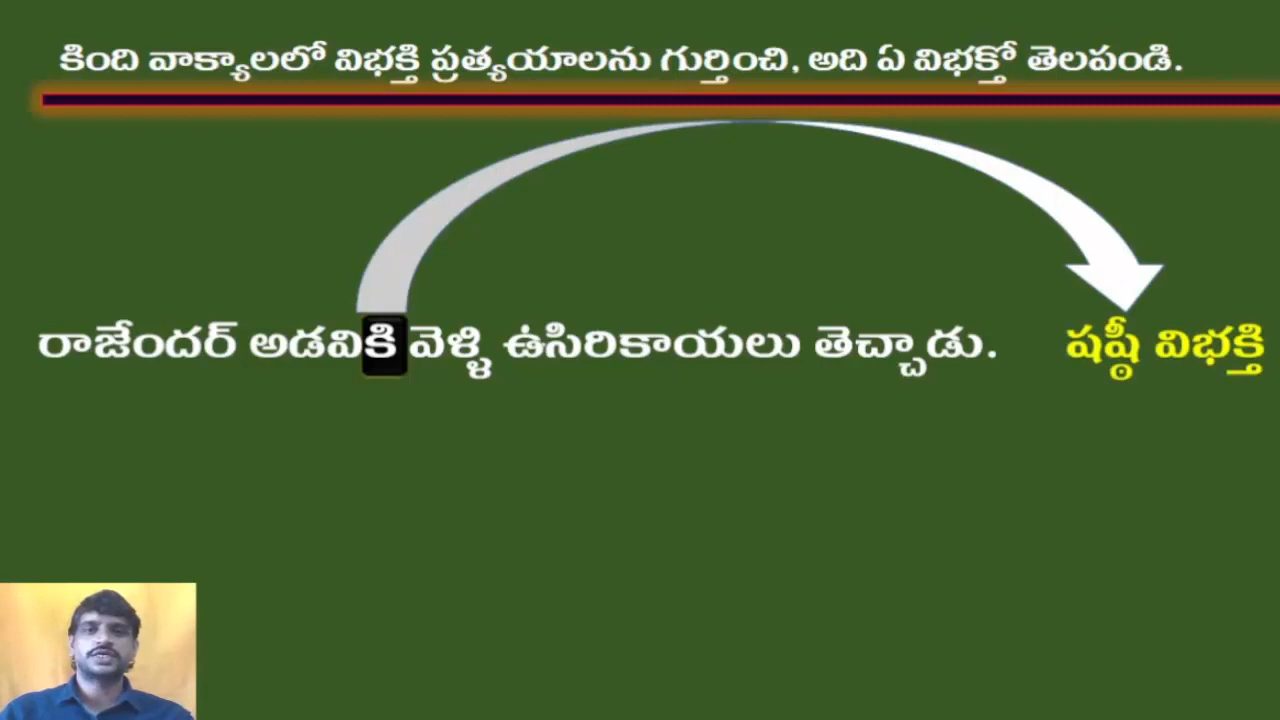 కింది వాక్యాలలో విభక్తి ప్రత్యయాలను గుర్తించి, అది ఏ విభక్తో తెలపండి.
రాజేందర్ అడవికి వెళ్ళి ఉసిరికాయలు తెచ్చాడు. షష్ఠీ విభక్తి